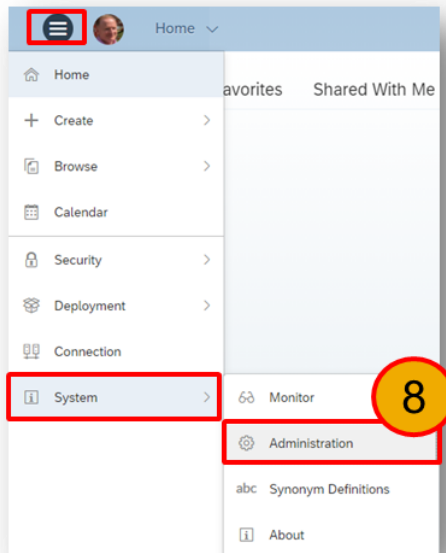 Home
Home
avorites Shared With Me
Create
Browse
Calendar
Security
Deployment
Connection
System
Monitor
8
Administration
abc Synonym Definitions
About